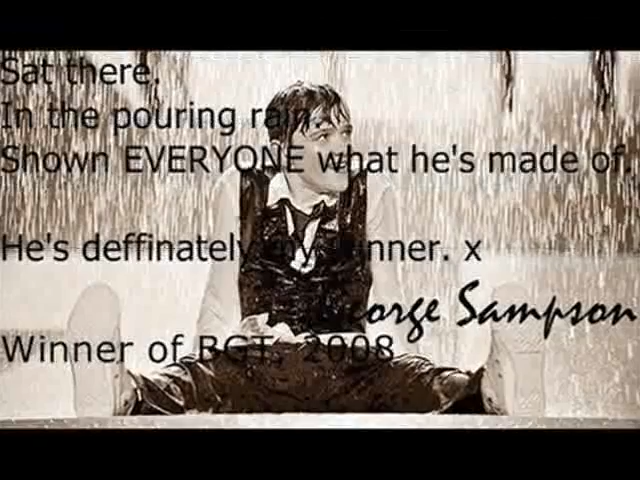 Sat there.
In the pouring rain.
Shown EVERYONE what he's made of.
He's deffinately my winner. x
George Sampson
Winner of BGT, 2008